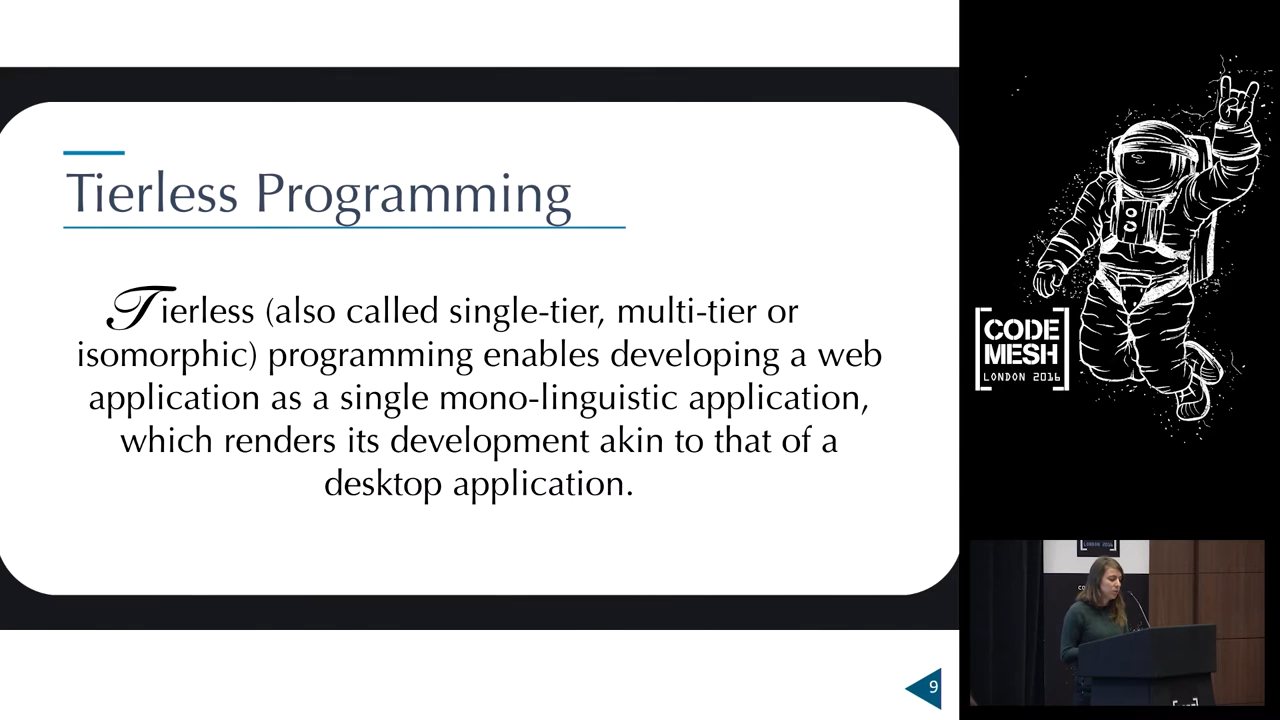 Tierless Programming
Tierless (also called single-tier, multi-tier or
isomorphic) programming enables developing a web
application as a single mono-linguistic application,
which renders its development akin to that of a
desktop application.
9
CODE
MESH
LONDON 2016